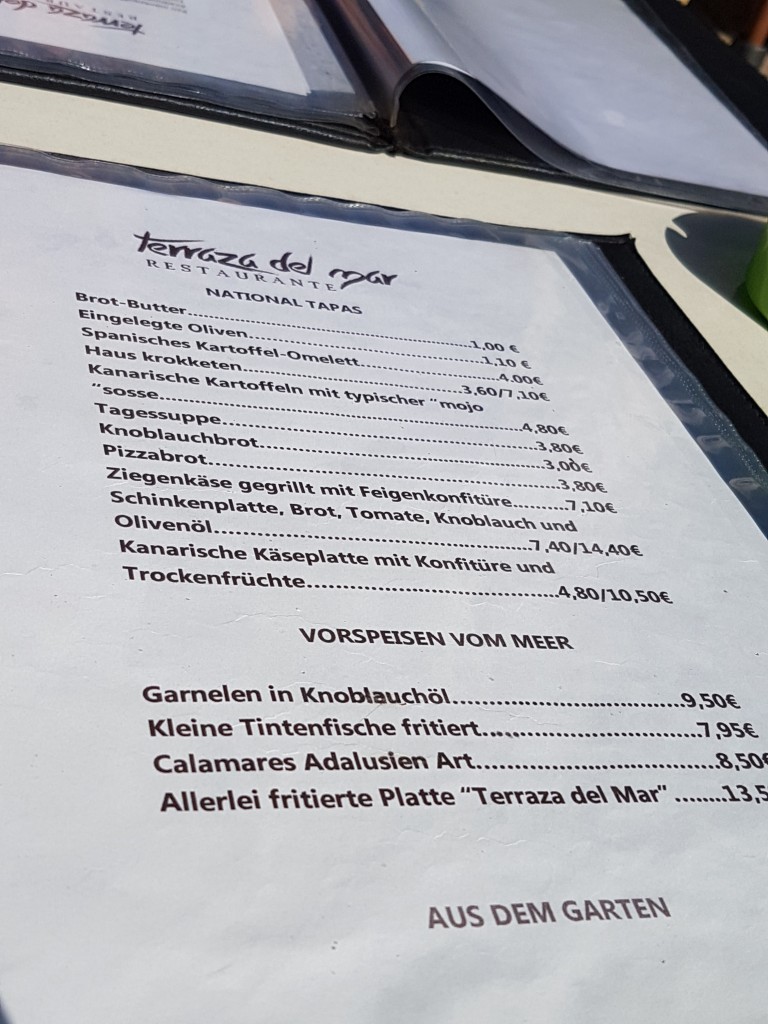 terraza del mar
RESTAURANTE
NATIONAL TAPAS
Brot-Butter......................................................1,00 €
Eingelegte Oliven..............................................1,10 €
Spanisches Kartoffel-Omelett...........................4.00€
Haus krokketen...........................................3,60/7,10€
Kanarische Kartoffeln mit typischer “mojo
“sosse......................................................4,80€
Tagessuppe..................................................3,80€
Knoblauchbrot..............................................3,00€
Pizzabrot......................................................3,80€
Ziegenkäse gegrillt mit Feigenkonfitüre.........7,10€
Schinkenplatte, Brot, Tomate, Knoblauch und
Olivenöl..................................................7,40/14,40€
Kanarische Käseplatte mit Konfitüre und
Trockenfrüchte........................................4,80/10,50€
VORSPEISEN VOM MEER
Garnelen in Knoblauchöl..................................9,50€
Kleine Tintenfische fritiert................................7,95€
Calamares Adalusien Art...................................8,50€
Allerlei fritierte Platte “Terraza del Mar” ........13,5
AUS DEM GARTEN